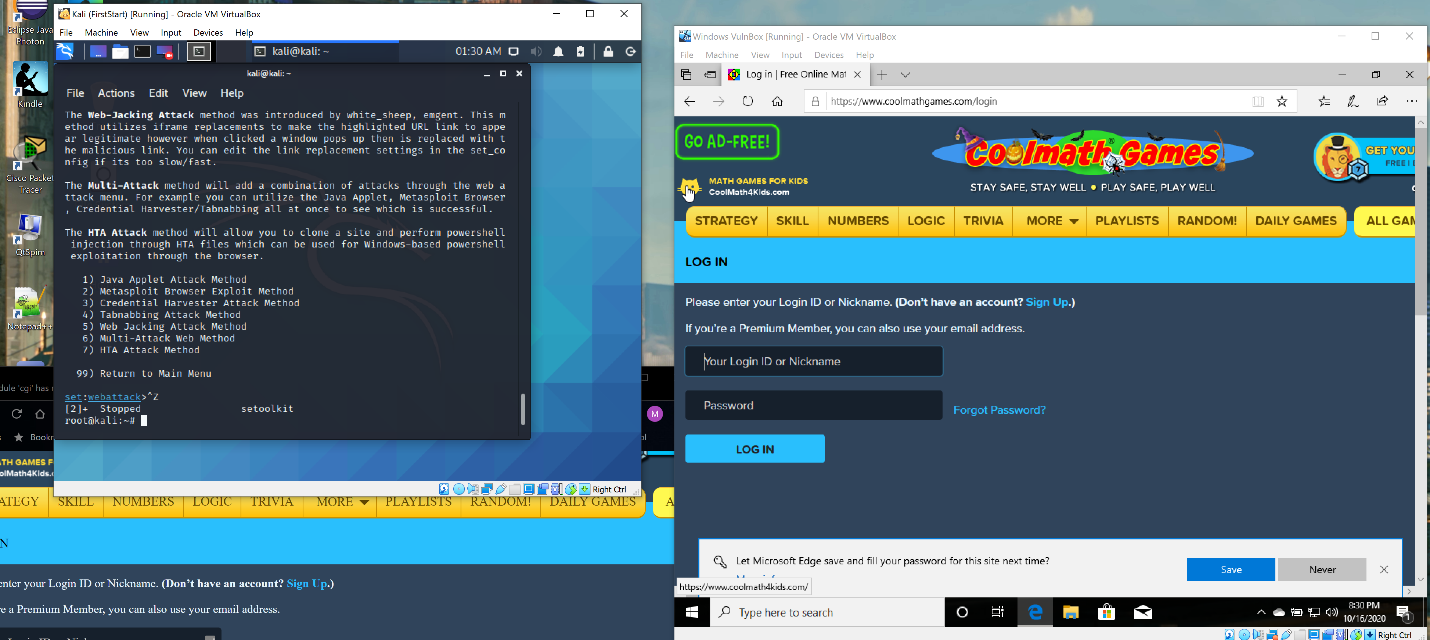 Eclipse Java
Photon
Kindle
Cisco Packet
Tracer
QtSpim
Notepad++
Kali (FirstStart) [Running] - Oracle VM VirtualBox
File Machine View Input Devices Help
kali@kali: ~
01:30 AM
kali@kali: ~
File Actions Edit View Help
The Web-Jacking Attack method was introduced by white_sheep, emgent. This m
ethod utilizes iframe replacements to make the highlighted URL link to appe
ar legitimate however when clicked a window pops up then is replaced with t
he malicious link. You can edit the link replacement settings in the set_co
nfig if its too slow/fast.
The Multi-Attack method will add a combination of attacks through the web a
ttack menu. For example you can utilize the Java Applet, Metasploit Browser
, Credential Harvester/Tabnabbing all at once to see which is successful.
The HTA Attack method will allow you to clone a site and perform powershell
injection through HTA files which can be used for Windows-based powershell
exploitation through the browser.
1) Java Applet Attack Method
2) Metasploit Browser Exploit Method
3) Credential Harvester Attack Method
4) Tabnabbing Attack Method
5) Web Jacking Attack Method
6) Multi-Attack Web Method
7) HTA Attack Method
99) Return to Main Menu
set:webattack>^Z
[2]+ Stopped setoolkit
root@kali:~#
Right Ctrl
dule 'cgi' has
Bookr
M
TH GAMES F
olMath4Kids.c
ATEGY SKILL NUMBERS LOGIC TRIVIA MORE PLAYLISTS RANDOM! DAILY GAMES A
N
enter your Login ID or Nickname. (Don't have an account? Sign Up.)
re a Premium Member, you can also use your email address.
Windows VulnBox [Running] - Oracle VM VirtualBox
File Machine View Input Devices Help
Log in | Free Online Mat
https://www.coolmathgames.com/login
GO AD-FREE!
MATH GAMES FOR KIDS
CoolMath4Kids.com
Coolmath Games
STAY SAFE, STAY WELL • PLAY SAFE, PLAY WELL
GET YOU
FREE
STRATEGY SKILL NUMBERS LOGIC TRIVIA MORE PLAYLISTS RANDOM! DAILY GAMES ALL GAM
LOG IN
Please enter your Login ID or Nickname. (Don't have an account? Sign Up.)
If you're a Premium Member, you can also use your email address.
Your Login ID or Nickname
Password
Forgot Password?
LOG IN
Let Microsoft Edge save and fill your password for this site next time?
Save
Never
https://www.coolmath4kids.com/
Type here to search
8:30 PM
10/16/2020
1
Right Ctrl